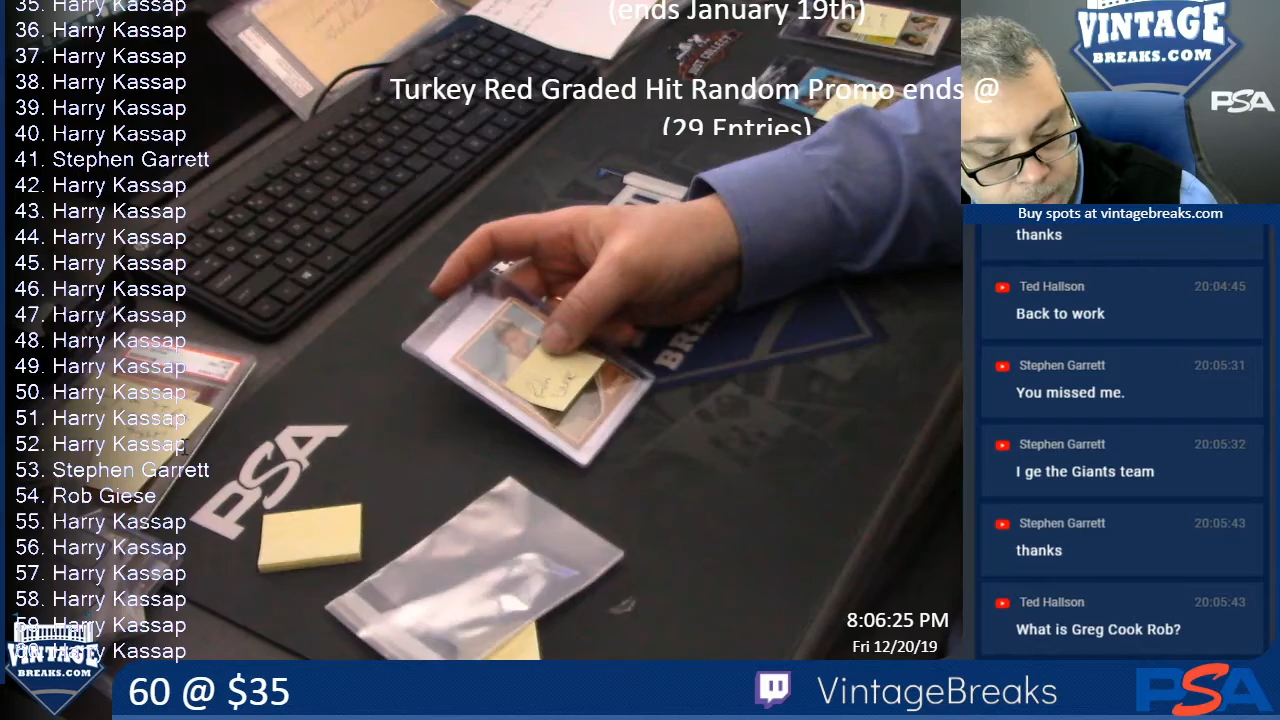 35. Harry Kassap
36. Harry Kassap
37. Harry Kassap
38. Harry Kassap
39. Harry Kassap
40. Harry Kassap
41. Stephen Garrett
42. Harry Kassap
43. Harry Kassap
44. Harry Kassap
45. Harry Kassap
46. Harry Kassap
47. Harry Kassap
48. Harry Kassap
49. Harry Kassap
50. Harry Kassap
51. Harry Kassap
52. Harry Kassap
53. Stephen Garrett
54. Rob Giese
55. Harry Kassap
56. Harry Kassap
57. Harry Kassap
58. Harry Kassap
59. Harry Kassap
Kassap
(ends January 19th)
Turkey Red Graded Hit Random Promo ends @
(29 Entries)
VINTAGE
BREAKS.COM
PSA
Buy spots at vintagebreaks.com
thanks
Ted Hallson 20:04:45
Back to work
Stephen Garrett 20:05:31
You missed me.
Stephen Garrett 20:05:32
I ge the Giants team
Stephen Garrett 20:05:43
thanks
Ted Hallson 20:05:43
What is Greg Cook Rob?
PSA
8:06:25 PM
Fri 12/20/19
VINTAGE
BREAKS.COM
60 @ $35
VintageBreaks
PSA